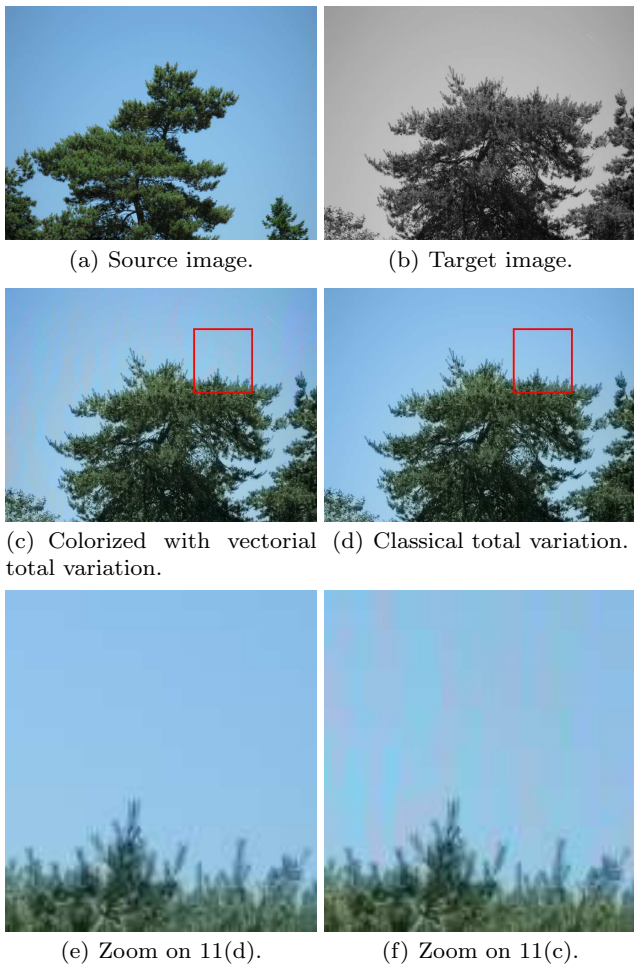 (a) Source image.
(b) Target image.
(c) Colorized with vectorial
total variation.
(d) Classical total variation.
(e) Zoom on 11(d).
(f) Zoom on 11(c).